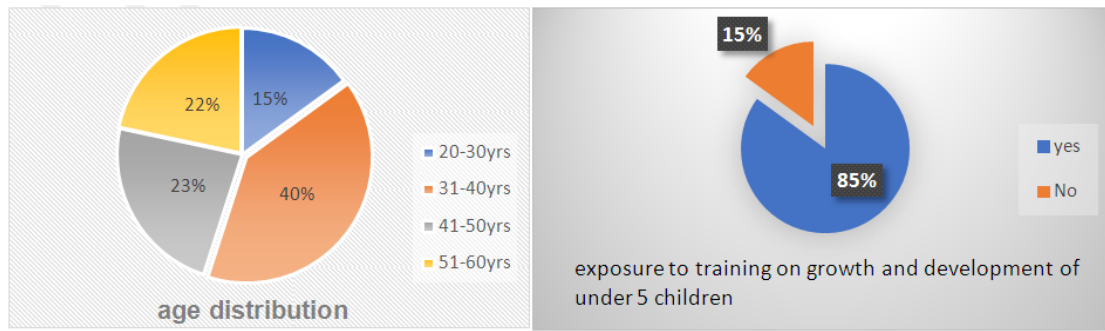 15%
40%
23%
22%
20-30yrs
31-40yrs
41-50yrs
51-60yrs
age distribution
15%
85%
yes
No
exposure to training on growth and development of
under 5 children